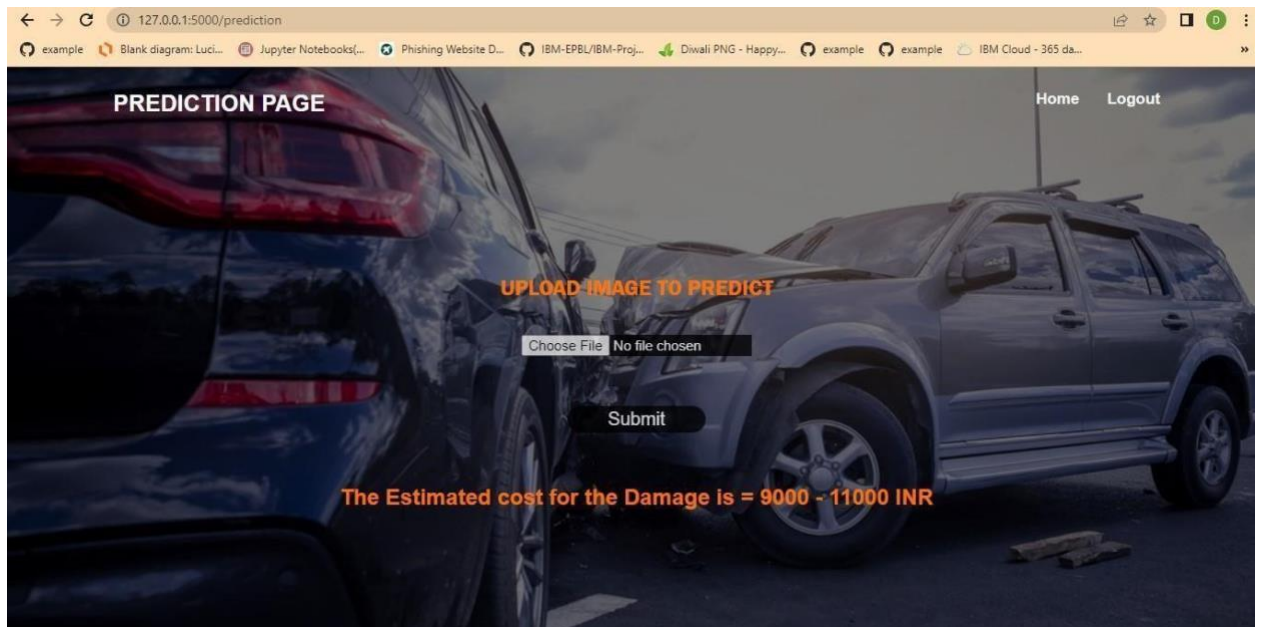 127.0.0.1:5000/prediction
D
example Blank diagram: Luci... Jupyter Notebooks(... Phishing Website D... IBM-EPBL/IBM-Proj... Diwali PNG - Happy... example example IBM Cloud - 365 da... »
PREDICTION PAGE Home Logout
UPLOAD IMAGE TO PREDICT
Choose File No file chosen
Submit
The Estimated cost for the Damage is = 9000 - 11000 INR